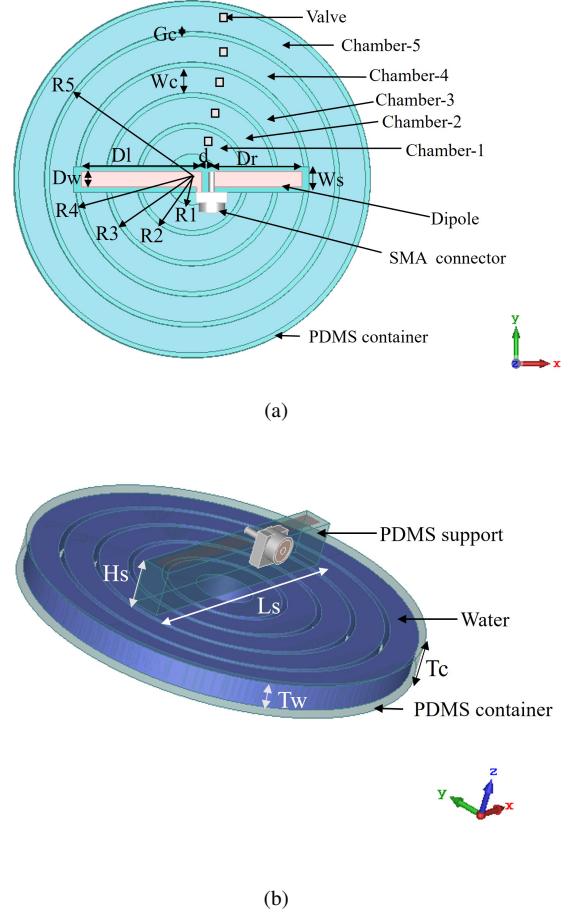 Valve
Gc
Chamber-5
Chamber-4
Wc
R5
Chamber-3
Chamber-2
Chamber-1
Dl
d
Dr
Dw
Ws
R4
R1
R3
R2
Dipole
SMA connector
PDMS container
y
z
x
(a)
PDMS support
Hs
Ls
Water
Tc
Tw
PDMS container
z
y
x
(b)